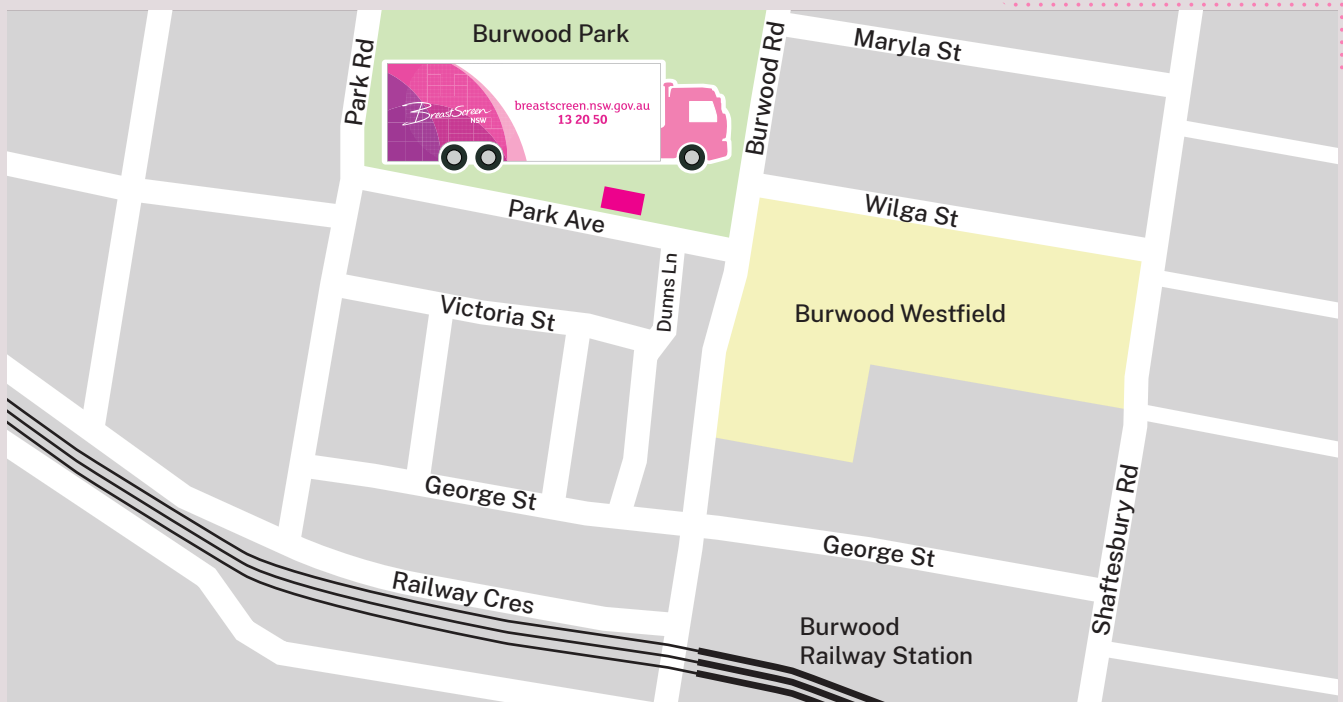 Burwood Park
Maryla St
Park Rd
Burwood Rd
BreastScreen
NSW
breastscreen.nsw.gov.au
13 20 50
Park Ave
Wilga St
Dunns Ln
Victoria St
Burwood Westfield
George St
George St
Shaftesbury Rd
Railway Cres
Burwood
Railway Station